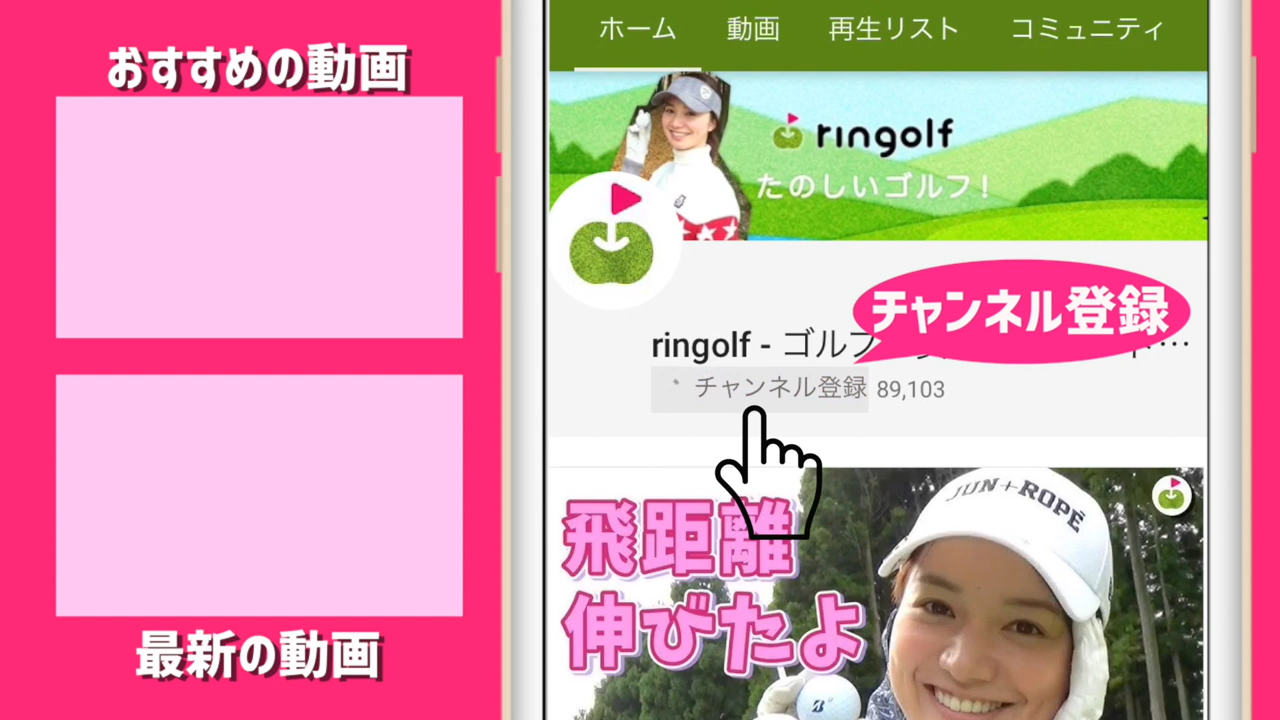 おすすめの動画
最新の動画
ホーム 動画 再生リスト コミュニティ
ringolf
たのしいゴルフ!
チャンネル登録
ringolf - ゴルフ
チャンネル登録 89,103
JUN+ROPÉ
飛距離
伸びたよ
B